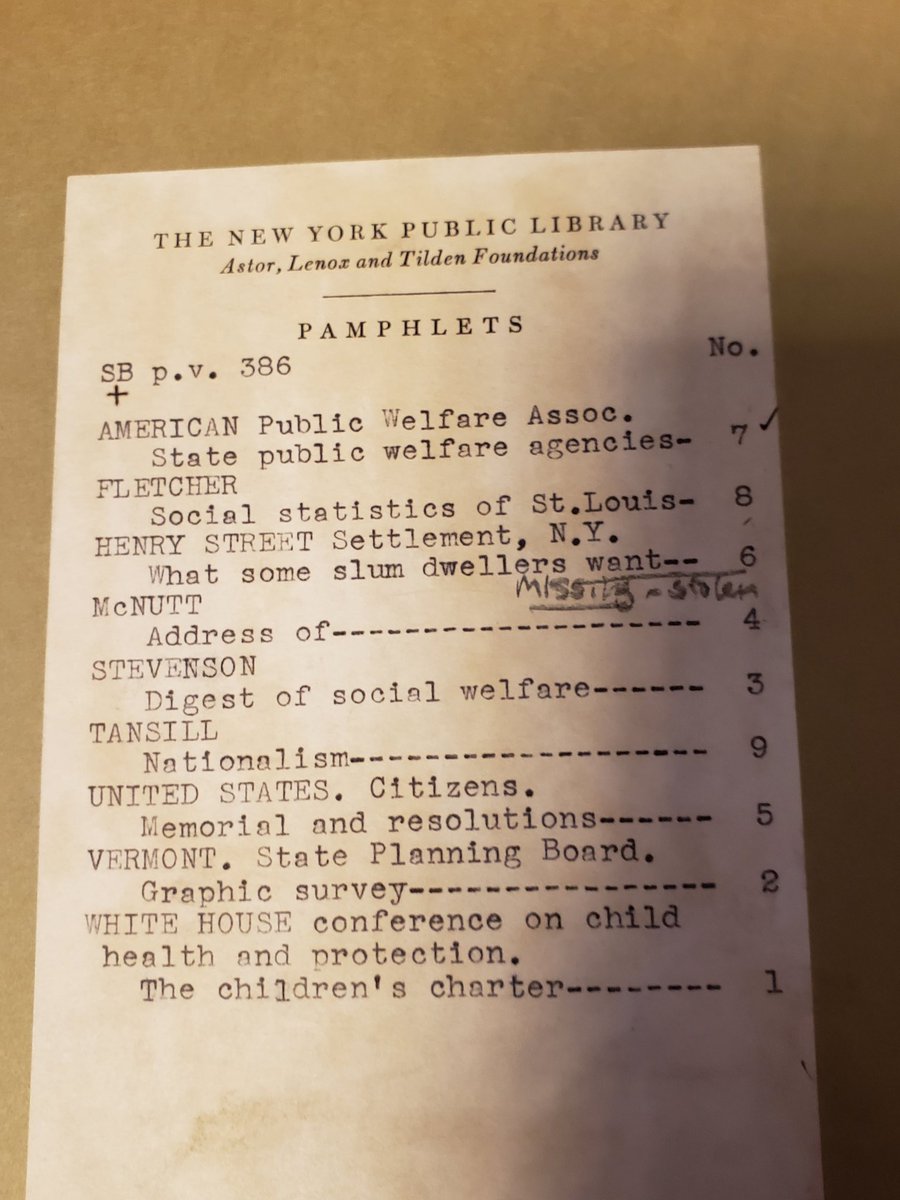 THE NEW YORK PUBLIC LIBRARY
Astor, Lenox and Tilden Foundations
PAMPHLETS
No.
SB p.v. 386
+
AMERICAN Public Welfare Assoc.
State public welfare agencies- 7 ✓
FLETCHER
Social statistics of St.Louis- 8
HENRY STREET Settlement, N.Y.
What some slum dwellers want-- 6
Missing - stolen
McNUTT
Address of-------------------- 4
STEVENSON
Digest of social welfare------ 3
TANSILL
Nationalism------------------- 9
UNITED STATES. Citizens.
Memorial and resolutions------ 5
VERMONT. State Planning Board.
Graphic survey---------------- 2
WHITE HOUSE conference on child
health and protection.
The children's charter-------- 1